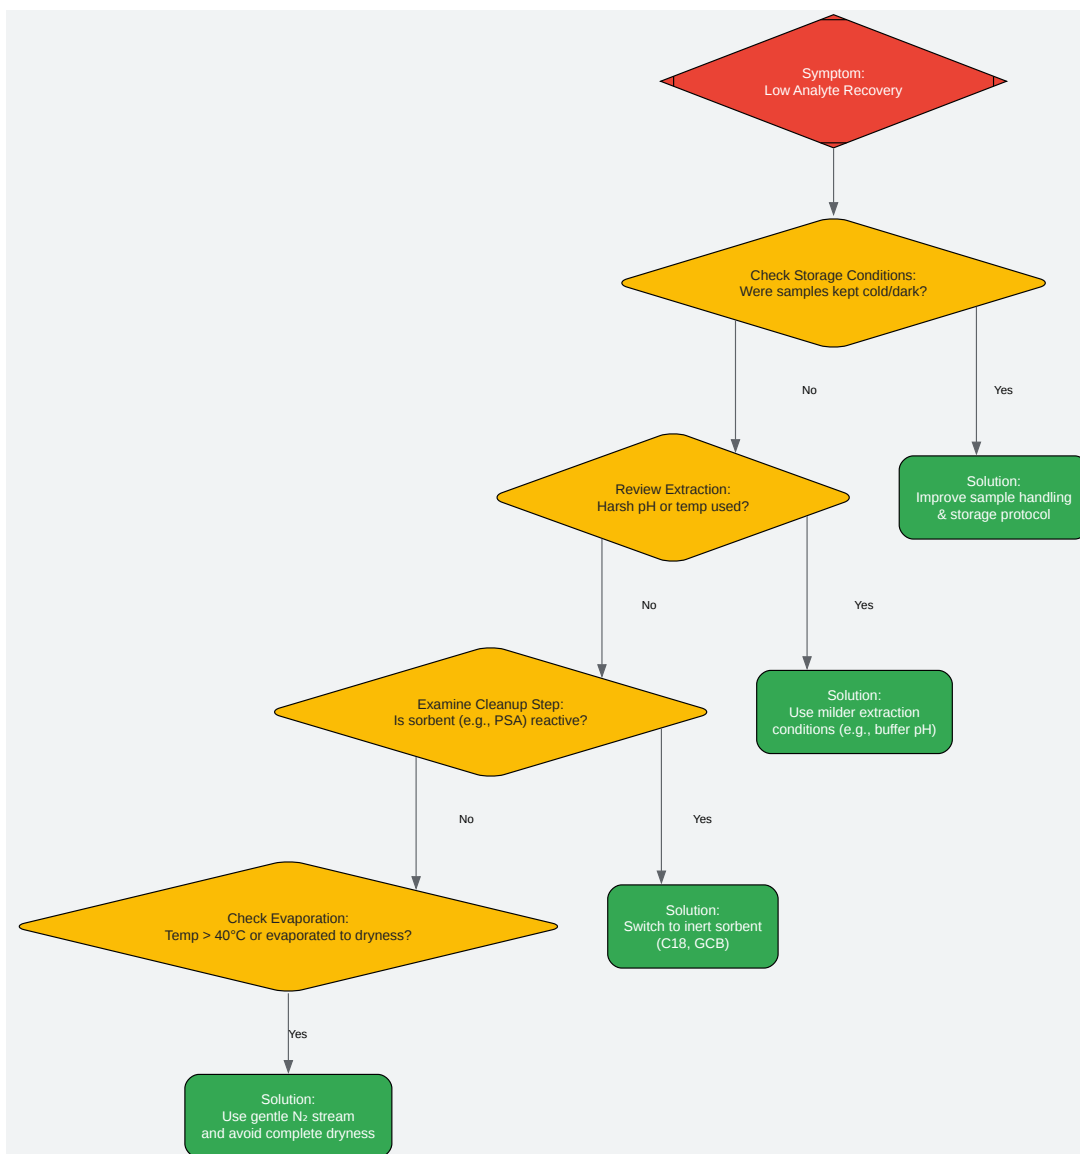 Symptom:
Low Analyte Recovery
Check Storage Conditions:
Were samples kept cold/dark?
No
Yes
Solution:
Improve sample handling
& storage protocol
Review Extraction:
Harsh pH or temp used?
No
Yes
Solution:
Use milder extraction
conditions (e.g., buffer pH)
Examine Cleanup Step:
Is sorbent (e.g., PSA) reactive?
No
Yes
Solution:
Switch to inert sorbent
(C18, GCB)
Check Evaporation:
Temp > 40°C or evaporated to dryness?
Yes
Solution:
Use gentle N₂ stream
and avoid complete dryness